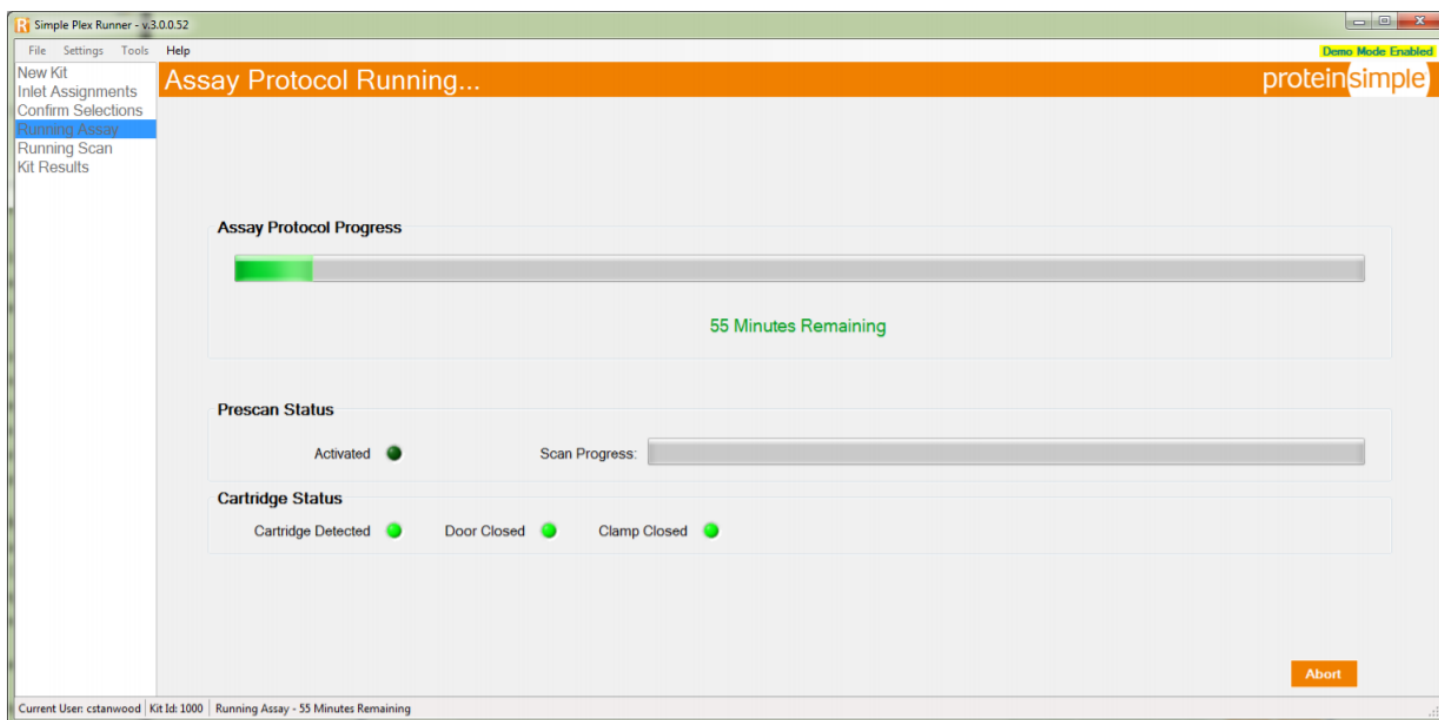 Simple Plex Runner - v.3.0.0.52
File Settings Tools Help
Demo Mode Enabled
New Kit
Inlet Assignments
Confirm Selections
Running Assay
Running Scan
Kit Results
Assay Protocol Running...
proteinsimple
Assay Protocol Progress
55 Minutes Remaining
Prescan Status
Activated
Scan Progress:
Cartridge Status
Cartridge Detected
Door Closed
Clamp Closed
Abort
Current User: cstanwood Kit Id: 1000 Running Assay - 55 Minutes Remaining